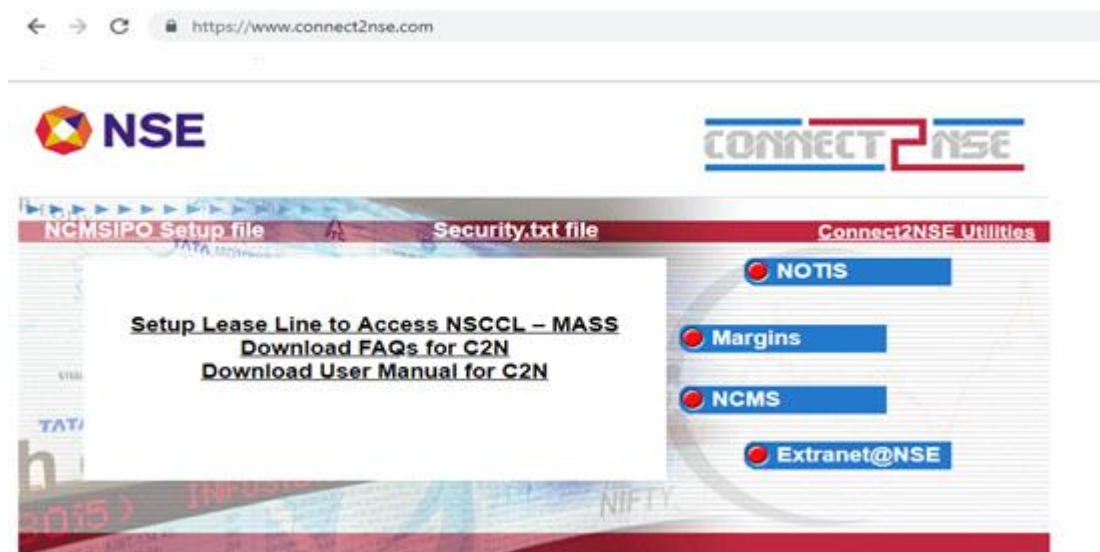 https://www.connect2nse.com
NSE
CONNECT2NSE
NCMSIPO Setup file
Security.txt file
Connect2NSE Utilities
NOTIS
Setup Lease Line to Access NSCCL – MASS
Download FAQs for C2N
Download User Manual for C2N
Margins
NCMS
Extranet@NSE
NIFTY